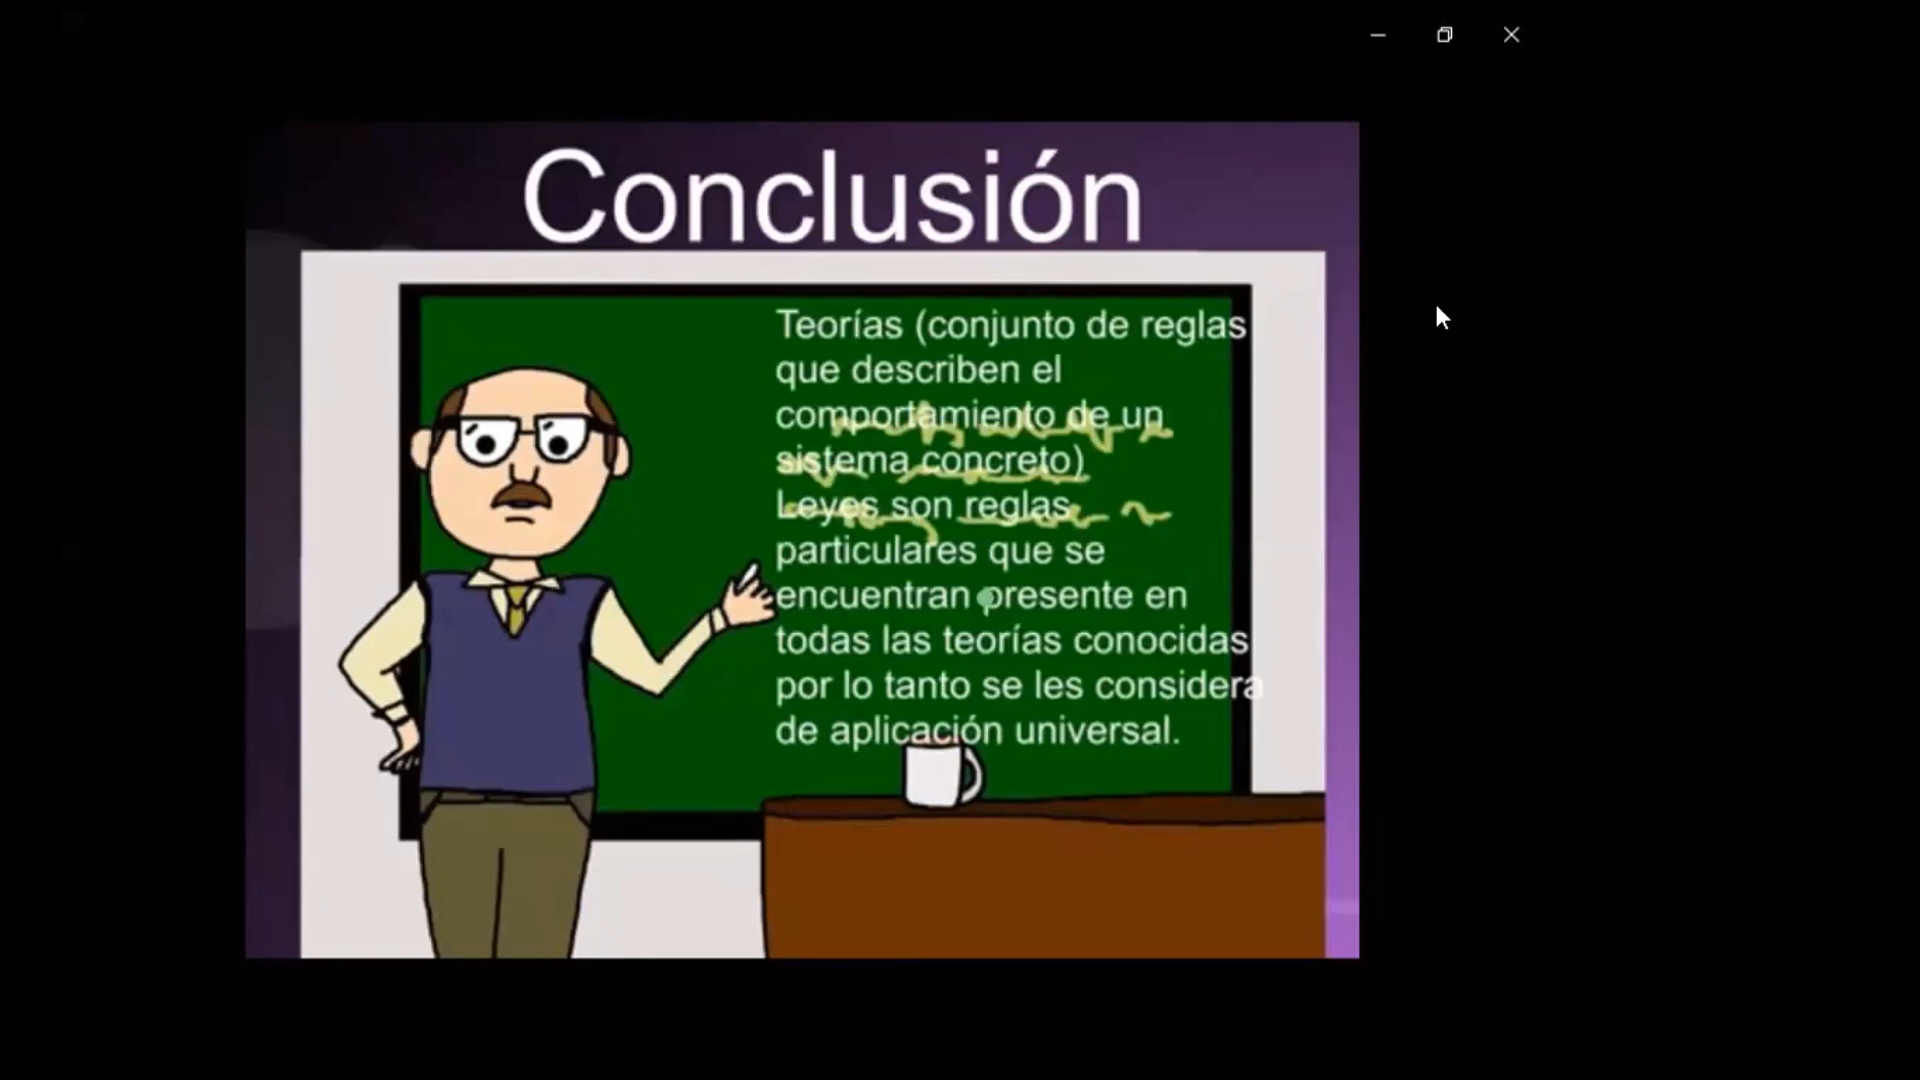 Conclusión
Teorías (conjunto de reglas
que describen el
comportamiento de un
sistema concreto)
Leyes son reglas
particulares que se
encuentran presente en
todas las teorías conocidas
por lo tanto se les considera
de aplicación universal.